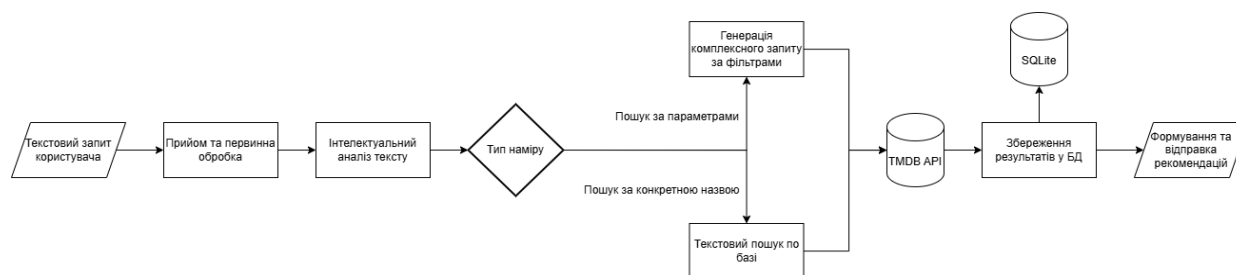 Текстовий запит
користувача
Прийом та первинна
обробка
Інтелектуальний
аналіз тексту
Тип наміру
Генерація
комплексного запиту
за фільтрами
Пошук за параметрами
Пошук за конкретною назвою
Текстовий пошук по
базі
TMDB API
SQLite
Збереження
результатів у БД
Формування та
відправка
рекомендацій